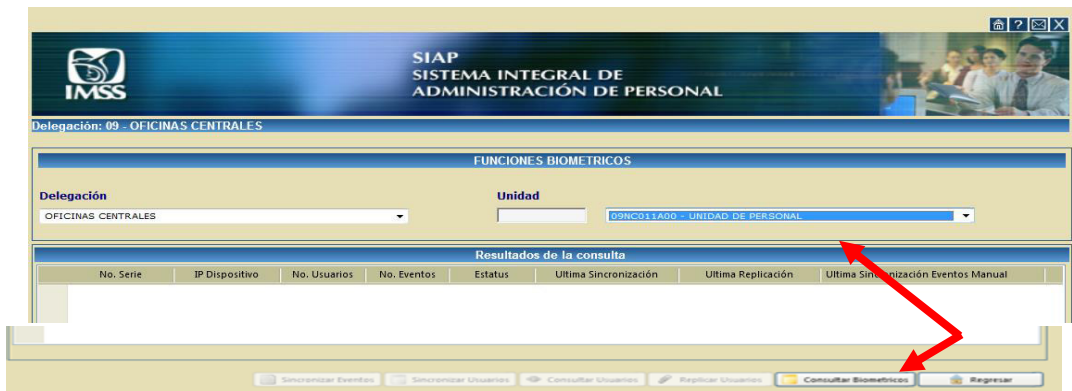 ?
X
IMSS
SIAP
SISTEMA INTEGRAL DE
ADMINISTRACIÓN DE PERSONAL
Delegación: 09 - OFICINAS CENTRALES
FUNCIONES BIOMETRICOS
Delegación
Unidad
OFICINAS CENTRALES
09NC011A00 - UNIDAD DE PERSONAL
Resultados de la consulta
No. Serie IP Dispositivo No. Usuarios No. Eventos Estatus Ultima Sincronización Ultima Replicación Ultima Sincronización Eventos Manual
Sincronizar Eventos Sincronizar Usuarios Consultar Usuarios Replicar Usuarios Consultar Biometricos Regresar